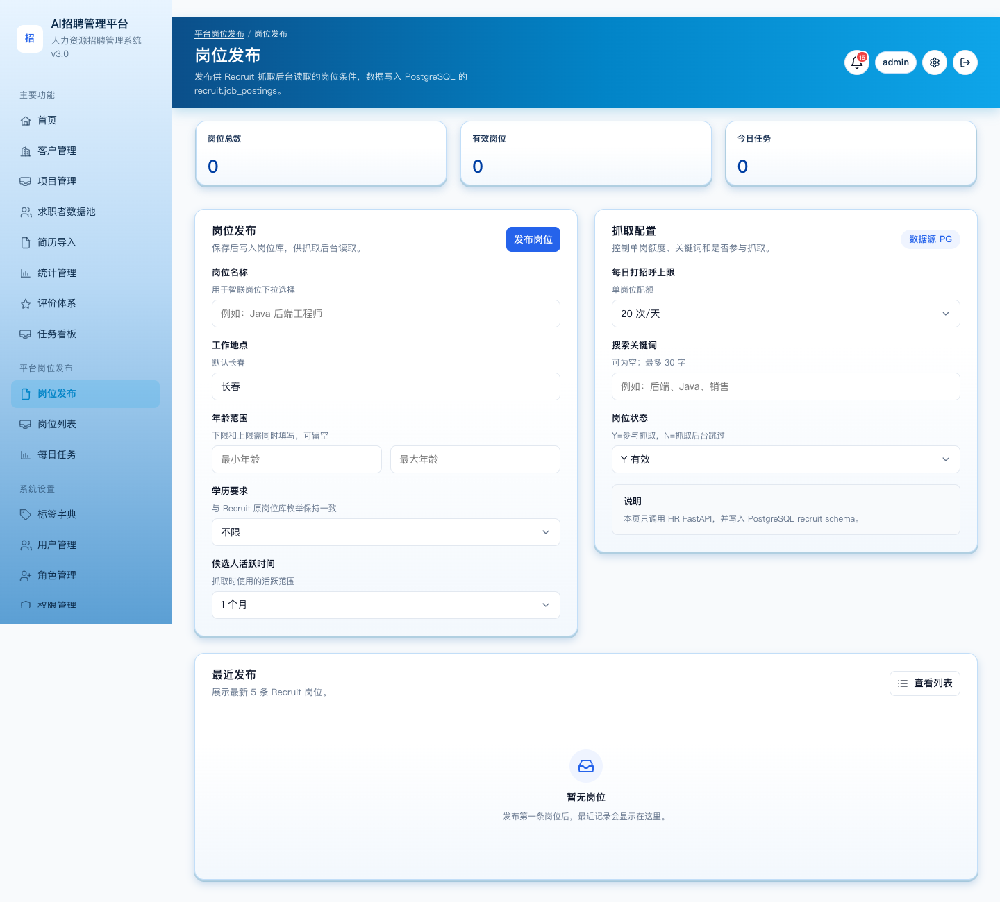 招
AI招聘管理平台
人力资源招聘管理系统
v3.0
主要功能
首页
客户管理
项目管理
求职者数据池
简历导入
统计管理
评价体系
任务看板
平台岗位发布
岗位发布
岗位列表
每日任务
系统设置
标签字典
用户管理
角色管理
权限管理
平台岗位发布 / 岗位发布
岗位发布
发布供 Recruit 抓取后台读取的岗位条件，数据写入 PostgreSQL 的
recruit.job_postings。
15
admin
岗位总数
0
有效岗位
0
今日任务
0
岗位发布
保存后写入岗位库，供抓取后台读取。
发布岗位
岗位名称
用于智联岗位下拉选择
例如：Java 后端工程师
工作地点
默认长春
长春
年龄范围
下限和上限需同时填写，可留空
最小年龄
最大年龄
学历要求
与 Recruit 原岗位库枚举保持一致
不限
候选人活跃时间
抓取时使用的活跃范围
1 个月
抓取配置
控制单岗额度、关键词和是否参与抓取。
数据源 PG
每日打招呼上限
单岗位配额
20 次/天
搜索关键词
可为空；最多 30 字
例如：后端、Java、销售
岗位状态
Y=参与抓取，N=抓取后台跳过
Y 有效
说明
本页只调用 HR FastAPI，并写入 PostgreSQL recruit schema。
最近发布
展示最新 5 条 Recruit 岗位。
查看列表
暂无岗位
发布第一条岗位后，最近记录会显示在这里。